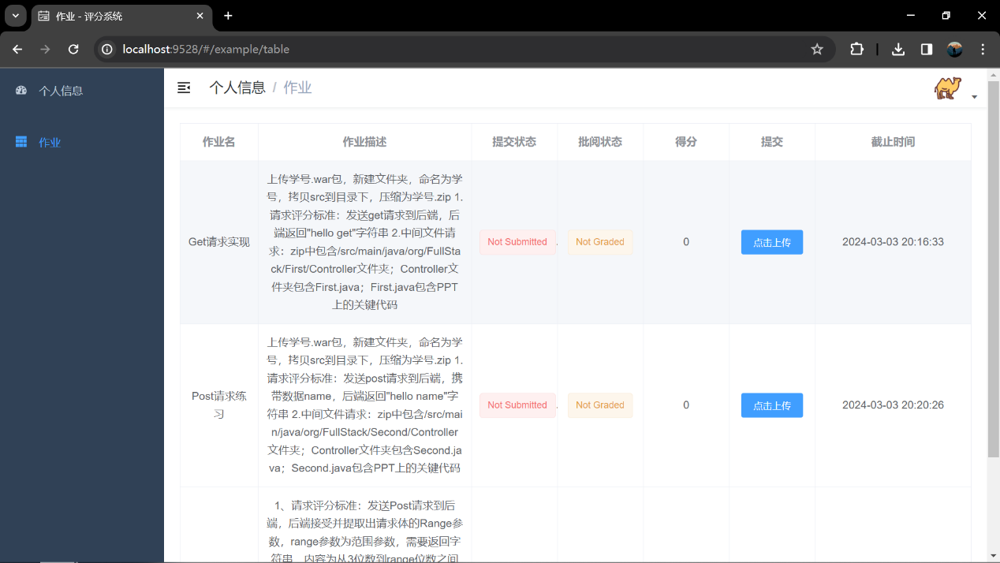 作业 - 评分系统
localhost:9528/#/example/table
个人信息
作业
个人信息 / 作业
作业名 作业描述 提交状态 批阅状态 得分 提交 截止时间
上传学号.war包，新建文件夹，命名为学
号，拷贝src到目录下，压缩为学号.zip 1.
请求评分标准：发送get请求到后端，后
端返回"hello get"字符串 2.中间文件请
求：zip中包含/src/main/java/org/FullSta
ck/First/Controller文件夹；Controller文
件夹包含First.java；First.java包含PPT
上的关键代码
Get请求实现
Not Submitted
Not Graded
0
点击上传
2024-03-03 20:16:33
上传学号.war包，新建文件夹，命名为学
号，拷贝src到目录下，压缩为学号.zip 1.
请求评分标准：发送post请求到后端，携
带数据name，后端返回"hello name"字
符串 2.中间文件请求：zip中包含/src/mai
n/java/org/FullStack/Second/Controller
文件夹；Controller文件夹包含Second.ja
va；Second.java包含PPT上的关键代码
Post请求练
习
Not Submitted
Not Graded
0
点击上传
2024-03-03 20:20:26
1、请求评分标准：发送Post请求到后
端，后端接受并提取出请求体的Range参
数，range参数为范围参数，需要返回字
符串，内容为从3位数到range位数之间